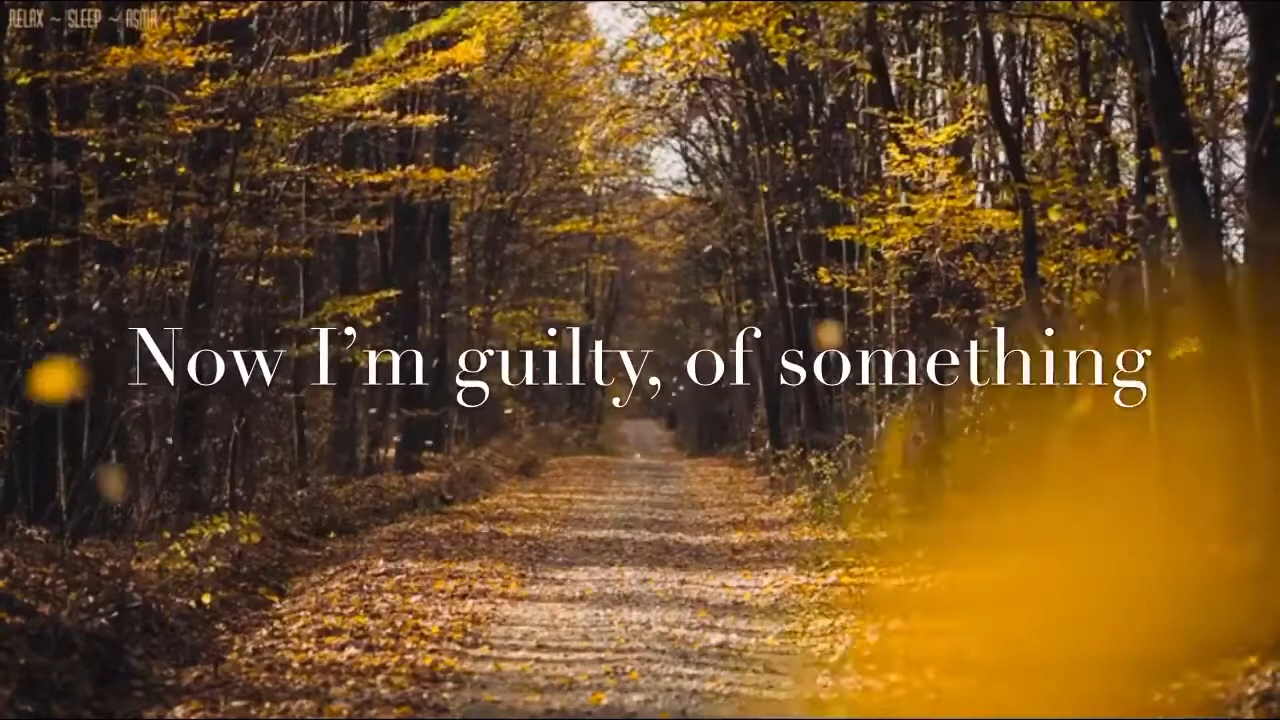 RELAX ~ SLEEP ~ ASMR
Now I'm guilty, of something